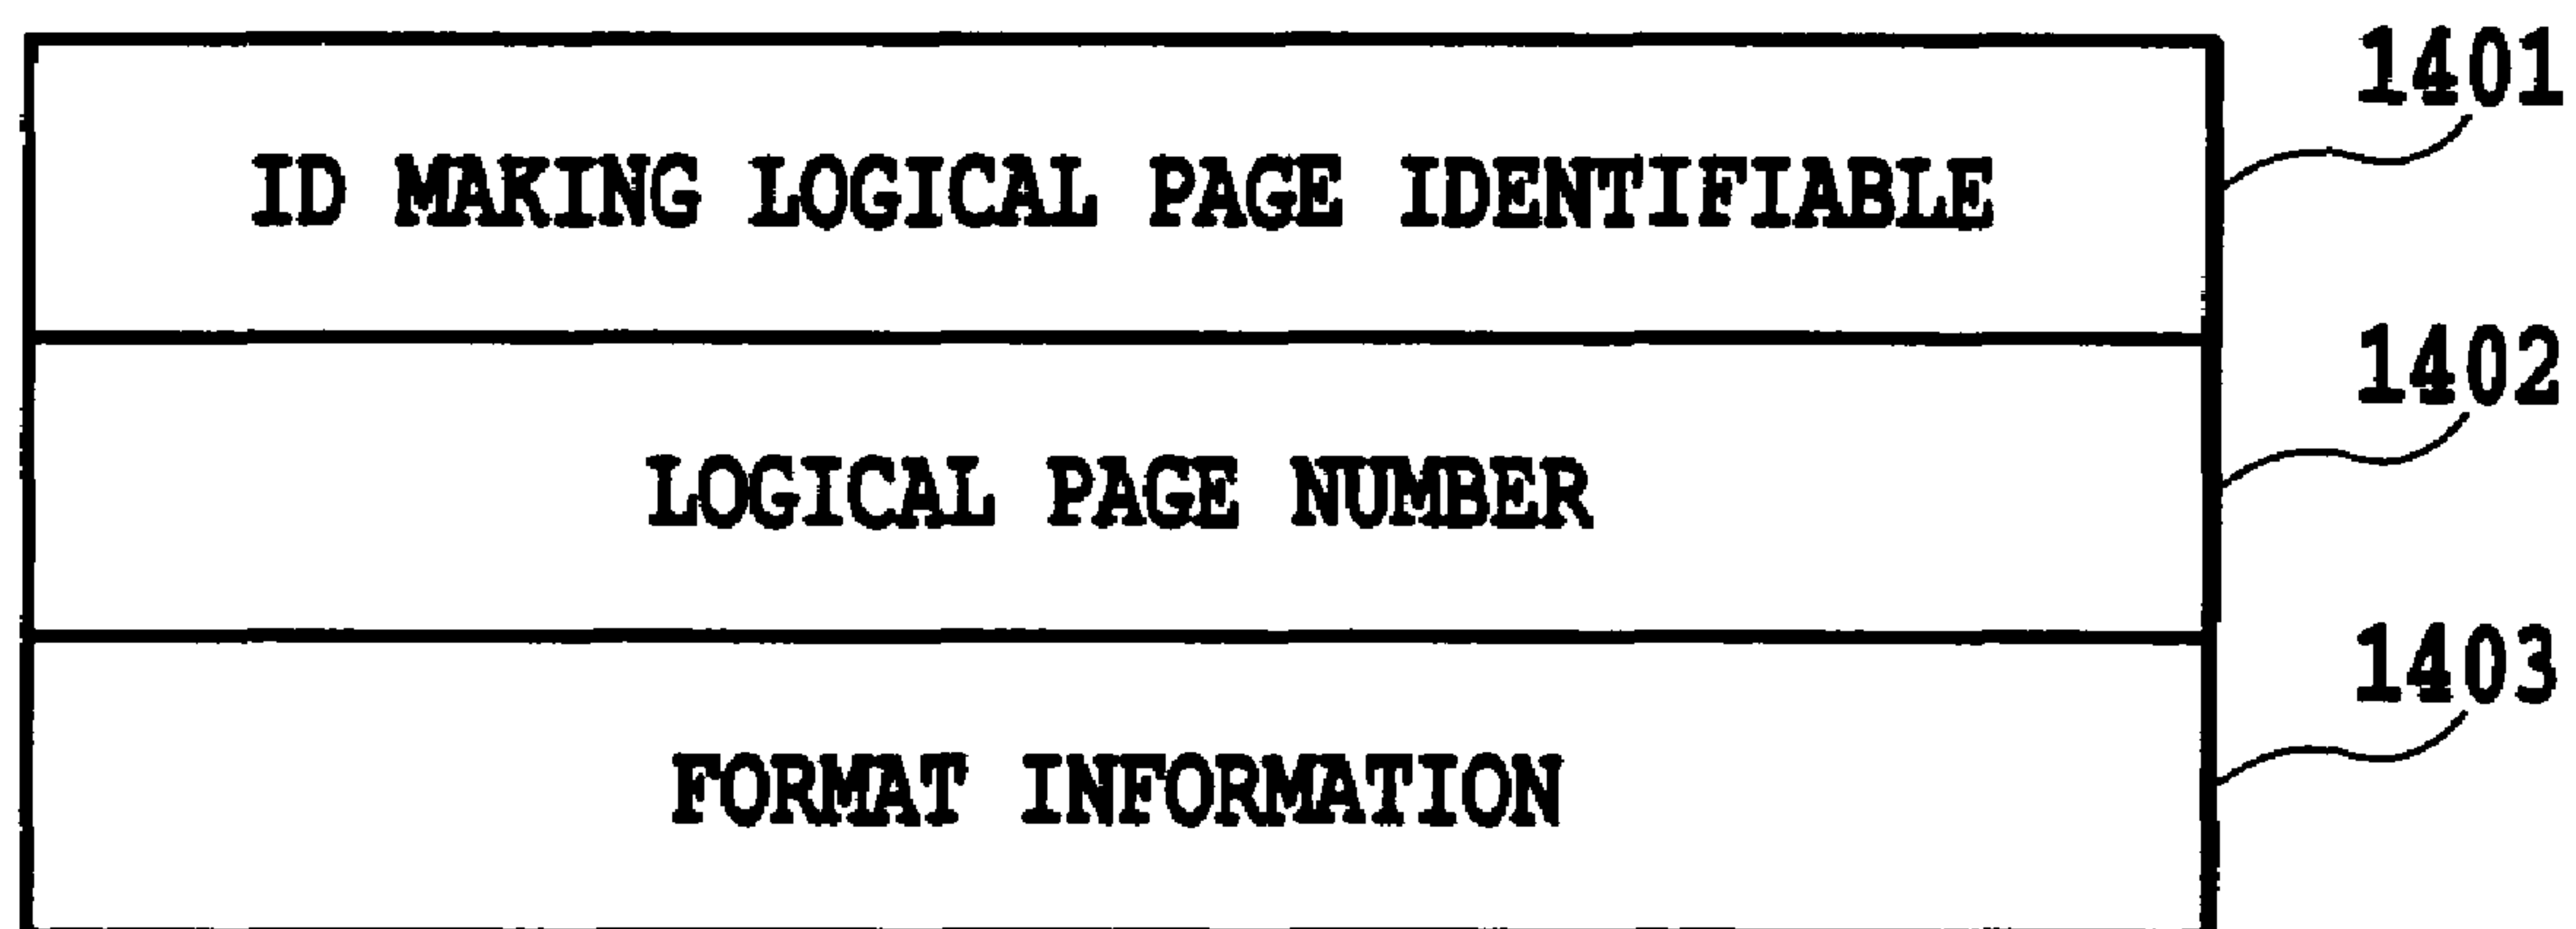 1401
ID MAKING LOGICAL PAGE IDENTIFIABLE
1402
LOGICAL PAGE NUMBER
1403
FORMAT INFORMATION